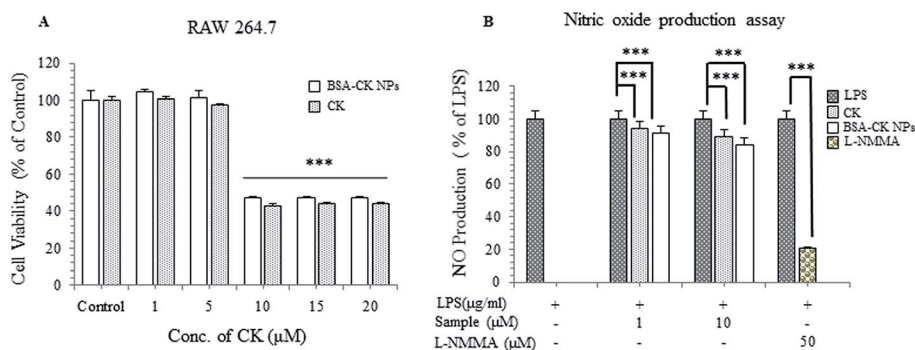 A
RAW 264.7
Cell Viability (% of Control)
120
100
80
60
40
20
0
BSA-CK NPs
CK
***
Control 1 5 10 15 20
Conc. of CK (µM)
B
Nitric oxide production assay
NO Production ( % of LPS)
120
100
80
60
40
20
0
*** *** ***
*** ***
LPS
CK
BSA-CK NPs
L-NMMA
LPS(µg/ml) + + + +
Sample (µM) - 1 10 -
L-NMMA (µM) - - - 50